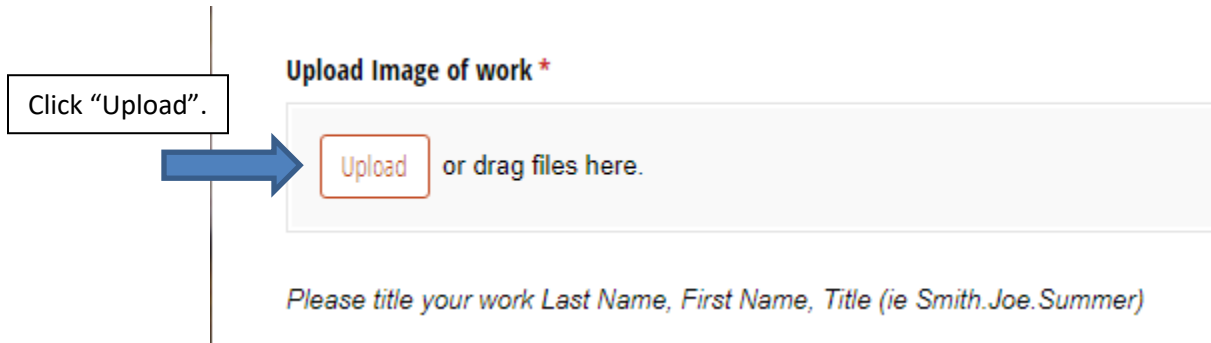 Upload Image of work *
Click “Upload”.
Upload or drag files here.
Please title your work Last Name, First Name, Title (ie Smith.Joe.Summer)